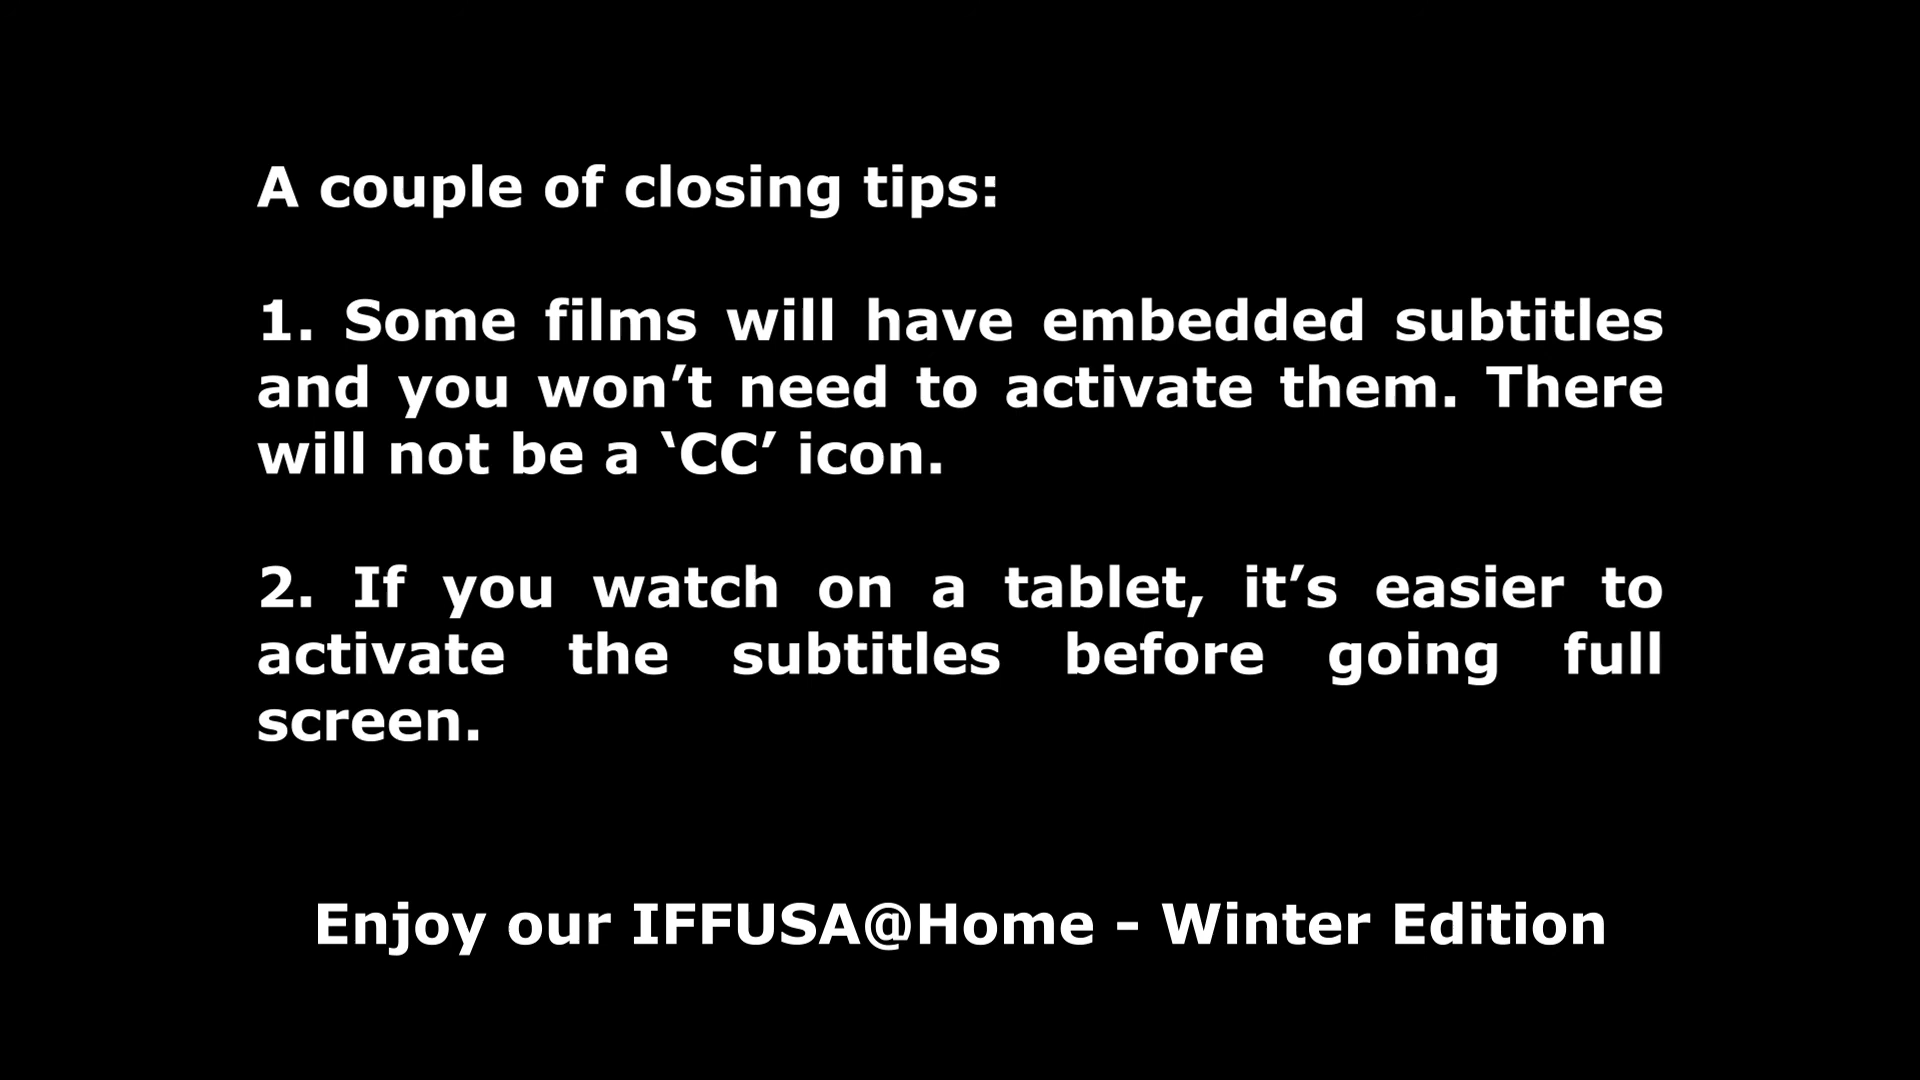 A couple of closing tips:
1. Some films will have embedded subtitles
and you won’t need to activate them. There
will not be a ‘CC’ icon.
2. If you watch on a tablet, it’s easier to
activate the subtitles before going full
screen.
Enjoy our IFFUSA@Home - Winter Edition